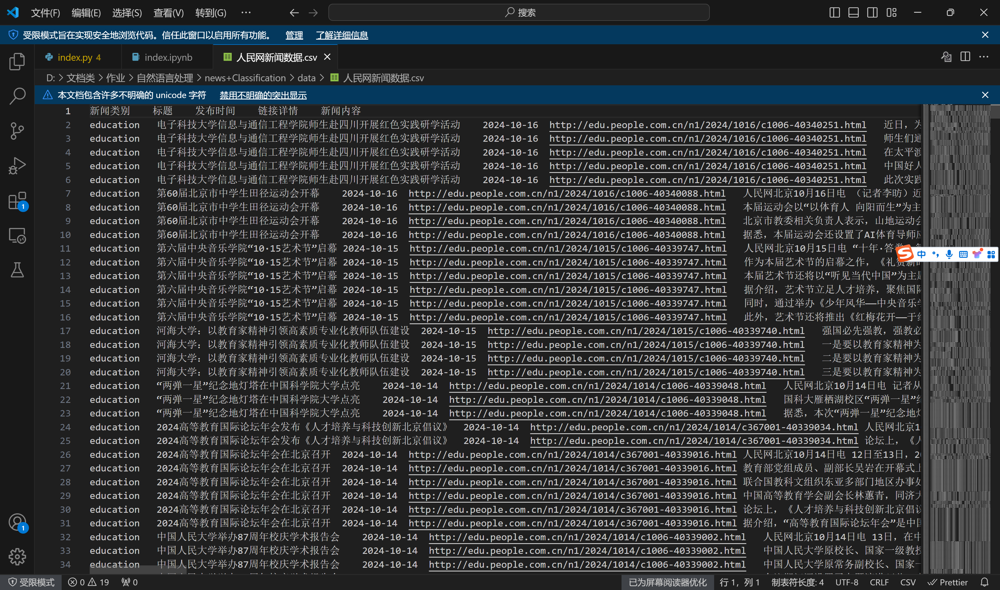 文件(F) 编辑(E) 选择(S) 查看(V) 转到(G) ··· 搜索
受限模式旨在实现安全地浏览代码。信任此窗口以启用所有功能。 管理 了解详细信息
index.py 4 index.ipynb 人民网新闻数据.csv
D: > 文档类 > 作业 > 自然语言处理 > news+Classification > data > 人民网新闻数据.csv
本文档包含许多不明确的 unicode 字符 禁用不明确的突出显示
1 新闻类别 标题 发布时间 链接详情 新闻内容
2 education 电子科技大学信息与通信工程学院师生赴四川开展红色实践研学活动 2024-10-16 http://edu.people.com.cn/n1/2024/1016/c1006-40340251.html 近日，为
3 education 电子科技大学信息与通信工程学院师生赴四川开展红色实践研学活动 2024-10-16 http://edu.people.com.cn/n1/2024/1016/c1006-40340251.html 师生们通
4 education 电子科技大学信息与通信工程学院师生赴四川开展红色实践研学活动 2024-10-16 http://edu.people.com.cn/n1/2024/1016/c1006-40340251.html 在太平渡
5 education 电子科技大学信息与通信工程学院师生赴四川开展红色实践研学活动 2024-10-16 http://edu.people.com.cn/n1/2024/1016/c1006-40340251.html 中国好人
6 education 电子科技大学信息与通信工程学院师生赴四川开展红色实践研学活动 2024-10-16 http://edu.people.com.cn/n1/2024/1016/c1006-40340251.html 此次实践
7 education 第60届北京市中学生田径运动会开幕 2024-10-16 http://edu.people.com.cn/n1/2024/1016/c1006-40340088.html 人民网北京10月16日电 （记者李昉）近
8 education 第60届北京市中学生田径运动会开幕 2024-10-16 http://edu.people.com.cn/n1/2024/1016/c1006-40340088.html 本届运动会以“以体育人 向阳而生”为主
9 education 第60届北京市中学生田径运动会开幕 2024-10-16 http://edu.people.com.cn/n1/2024/1016/c1006-40340088.html 北京市教委相关负责人表示，山地运动会
10 education 第60届北京市中学生田径运动会开幕 2024-10-16 http://edu.people.com.cn/n1/2024/1016/c1006-40340088.html 据悉，本届运动会还设置了AI体育导师应
11 education 第六届中央音乐学院“10·15艺术节”启幕 2024-10-15 http://edu.people.com.cn/n1/2024/1015/c1006-40339747.html 人民网北京10月15日电 “十年·答卷
12 education 第六届中央音乐学院“10·15艺术节”启幕 2024-10-15 http://edu.people.com.cn/n1/2024/1015/c1006-40339747.html 作为本届艺术节的启幕之作，《礼赞新时
13 education 第六届中央音乐学院“10·15艺术节”启幕 2024-10-15 http://edu.people.com.cn/n1/2024/1015/c1006-40339747.html 本届艺术节还将以“听见当代中国”为主题
14 education 第六届中央音乐学院“10·15艺术节”启幕 2024-10-15 http://edu.people.com.cn/n1/2024/1015/c1006-40339747.html 据介绍，艺术节立足人才培养，聚焦国际
15 education 第六届中央音乐学院“10·15艺术节”启幕 2024-10-15 http://edu.people.com.cn/n1/2024/1015/c1006-40339747.html 同时，通过举办《少年风华——中央音乐学
16 education 第六届中央音乐学院“10·15艺术节”启幕 2024-10-15 http://edu.people.com.cn/n1/2024/1015/c1006-40339747.html 此外，艺术节还将推出《红梅花开——于红
17 education 河海大学：以教育家精神引领高素质专业化教师队伍建设 2024-10-15 http://edu.people.com.cn/n1/2024/1015/c1006-40339740.html 强国必先强教，强教必
18 education 河海大学：以教育家精神引领高素质专业化教师队伍建设 2024-10-15 http://edu.people.com.cn/n1/2024/1015/c1006-40339740.html 一是要以教育家精神为
19 education 河海大学：以教育家精神引领高素质专业化教师队伍建设 2024-10-15 http://edu.people.com.cn/n1/2024/1015/c1006-40339740.html 二是要以教育家精神为
20 education 河海大学：以教育家精神引领高素质专业化教师队伍建设 2024-10-15 http://edu.people.com.cn/n1/2024/1015/c1006-40339740.html 三是要以教育家精神为
21 education “两弹一星”纪念地灯塔在中国科学院大学点亮 2024-10-14 http://edu.people.com.cn/n1/2024/1014/c1006-40339048.html 人民网北京10月14日电 记者从
22 education “两弹一星”纪念地灯塔在中国科学院大学点亮 2024-10-14 http://edu.people.com.cn/n1/2024/1014/c1006-40339048.html 国科大雁栖湖校区“两弹一星”纪
23 education “两弹一星”纪念地灯塔在中国科学院大学点亮 2024-10-14 http://edu.people.com.cn/n1/2024/1014/c1006-40339048.html 据悉，本次“两弹一星”纪念地灯
24 education 2024高等教育国际论坛年会发布《人才培养与科技创新北京倡议》 2024-10-14 http://edu.people.com.cn/n1/2024/1014/c367001-40339034.html 人民网北京1
25 education 2024高等教育国际论坛年会发布《人才培养与科技创新北京倡议》 2024-10-14 http://edu.people.com.cn/n1/2024/1014/c367001-40339034.html 论坛上，《人
26 education 2024高等教育国际论坛年会在北京召开 2024-10-14 http://edu.people.com.cn/n1/2024/1014/c367001-40339016.html 人民网北京10月14日电 12日至13日，20
27 education 2024高等教育国际论坛年会在北京召开 2024-10-14 http://edu.people.com.cn/n1/2024/1014/c367001-40339016.html 教育部党组成员、副部长吴岩在开幕式上
28 education 2024高等教育国际论坛年会在北京召开 2024-10-14 http://edu.people.com.cn/n1/2024/1014/c367001-40339016.html 联合国教科文组织东亚多部门地区办事处
29 education 2024高等教育国际论坛年会在北京召开 2024-10-14 http://edu.people.com.cn/n1/2024/1014/c367001-40339016.html 中国高等教育学会副会长林蕙青，同济大
30 education 2024高等教育国际论坛年会在北京召开 2024-10-14 http://edu.people.com.cn/n1/2024/1014/c367001-40339016.html 论坛上，《人才培养与科技创新北京倡议
31 education 2024高等教育国际论坛年会在北京召开 2024-10-14 http://edu.people.com.cn/n1/2024/1014/c367001-40339016.html 据介绍，“高等教育国际论坛年会”是中国
32 education 中国人民大学举办87周年校庆学术报告会 2024-10-14 http://edu.people.com.cn/n1/2024/1014/c1006-40339002.html 人民网北京10月14日电 13日，在中
33 education 中国人民大学举办87周年校庆学术报告会 2024-10-14 http://edu.people.com.cn/n1/2024/1014/c1006-40339002.html 中国人民大学原校长、国家一级教授
34 education 中国人民大学举办87周年校庆学术报告会 2024-10-14 http://edu.people.com.cn/n1/2024/1014/c1006-40339002.html 中国人民大学原常务副校长、国家一
中
受限模式 0 19 0 已为屏幕阅读器优化 行 1，列 1 制表符长度: 4 UTF-8 CRLF CSV Prettier